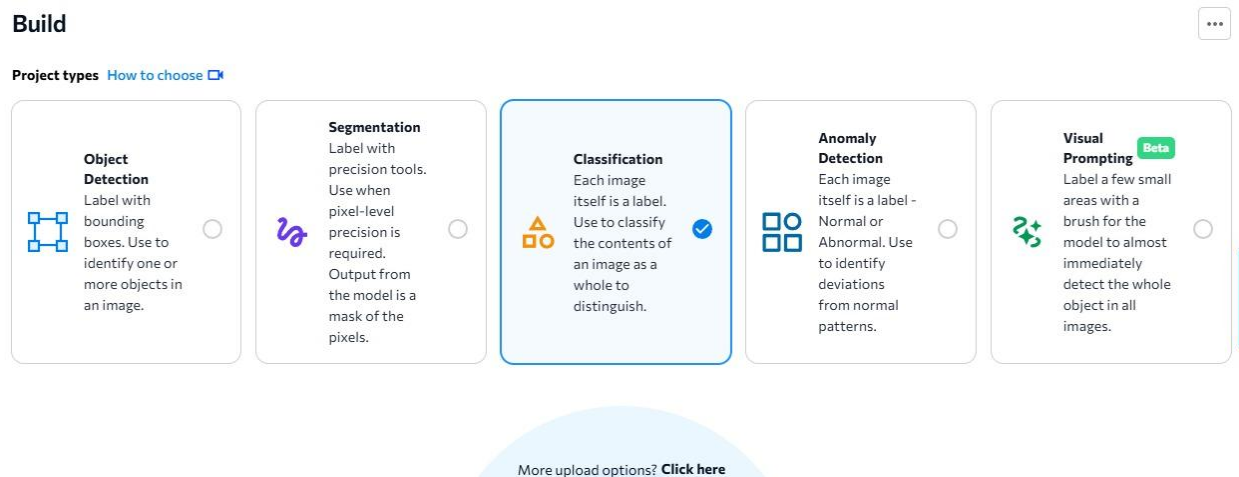 Build
Project types How to choose
Object
Detection
Label with
bounding
boxes. Use to
identify one or
more objects in
an image.
Segmentation
Label with
precision tools.
Use when
pixel-level
precision is
required.
Output from
the model is a
mask of the
pixels.
Classification
Each image
itself is a label.
Use to classify
the contents of
an image as a
whole to
distinguish.
Anomaly
Detection
Each image
itself is a label -
Normal or
Abnormal. Use
to identify
deviations
from normal
patterns.
Visual
Prompting Beta
Label a few small
areas with a
brush for the
model to almost
immediately
detect the whole
object in all
images.
More upload options? Click here